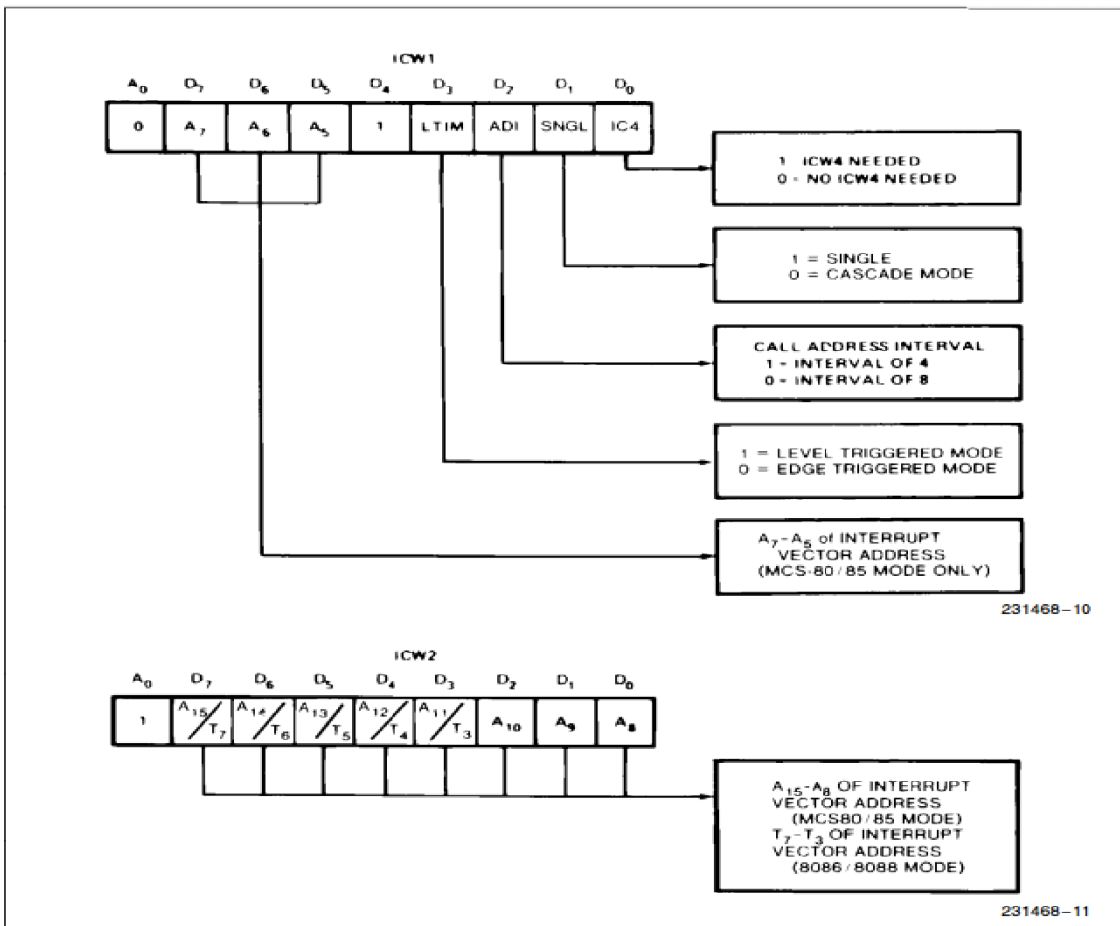 ICW1
A0 D7 D6 D5 D4 D3 D2 D1 D0
0 A7 A6 A5 1 LTIM ADI SNGL IC4
1 ICW4 NEEDED
0 - NO ICW4 NEEDED
1 = SINGLE
0 = CASCADE MODE
CALL ADDRESS INTERVAL
1 - INTERVAL OF 4
0 - INTERVAL OF 8
1 = LEVEL TRIGGERED MODE
0 = EDGE TRIGGERED MODE
A7-A5 of INTERRUPT
VECTOR ADDRESS
(MCS-80/85 MODE ONLY)
231468-10
ICW2
A0 D7 D6 D5 D4 D3 D2 D1 D0
1 A15/T7 A14/T6 A13/T5 A12/T4 A11/T3 A10 A9 A8
A15-A8 OF INTERRUPT
VECTOR ADDRESS
(MCS80/85 MODE)
T7-T3 OF INTERRUPT
VECTOR ADDRESS
(8086/8088 MODE)
231468-11